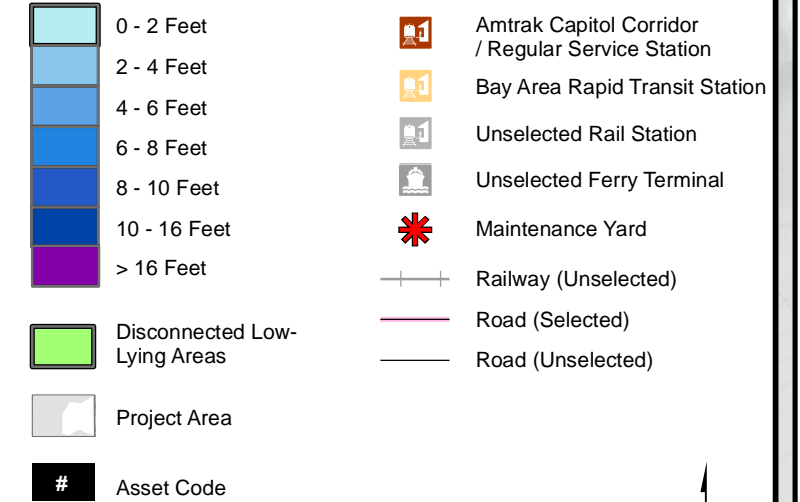 0 - 2 Feet
2 - 4 Feet
4 - 6 Feet
6 - 8 Feet
8 - 10 Feet
10 - 16 Feet
> 16 Feet
Disconnected Low-
Lying Areas
Project Area
# Asset Code
Amtrak Capitol Corridor
/ Regular Service Station
Bay Area Rapid Transit Station
Unselected Rail Station
Unselected Ferry Terminal
Maintenance Yard
Railway (Unselected)
Road (Selected)
Road (Unselected)